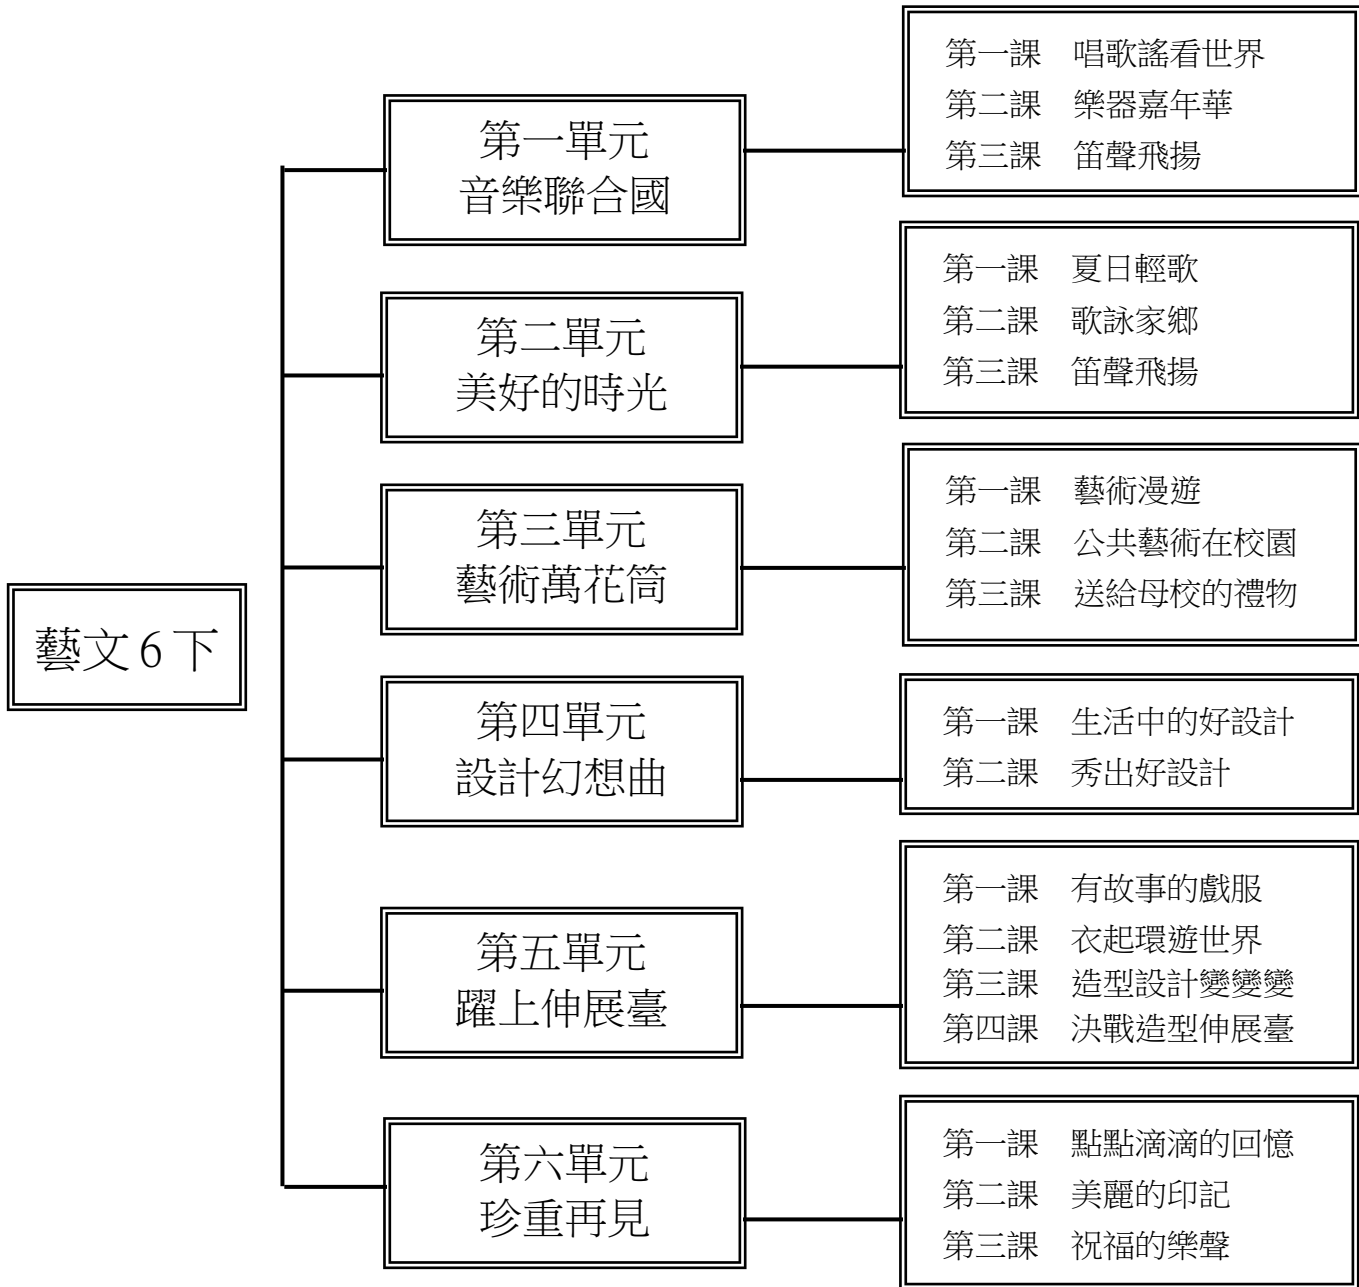 藝文6下
第一單元
音樂聯合國
第一課　唱歌謠看世界
第二課　樂器嘉年華
第三課　笛聲飛揚
第二單元
美好的時光
第一課　夏日輕歌
第二課　歌詠家鄉
第三課　笛聲飛揚
第三單元
藝術萬花筒
第一課　藝術漫遊
第二課　公共藝術在校園
第三課　送給母校的禮物
第四單元
設計幻想曲
第一課　生活中的好設計
第二課　秀出好設計
第五單元
躍上伸展臺
第一課　有故事的戲服
第二課　衣起環遊世界
第三課　造型設計變變變
第四課　決戰造型伸展臺
第六單元
珍重再見
第一課　點點滴滴的回憶
第二課　美麗的印記
第三課　祝福的樂聲